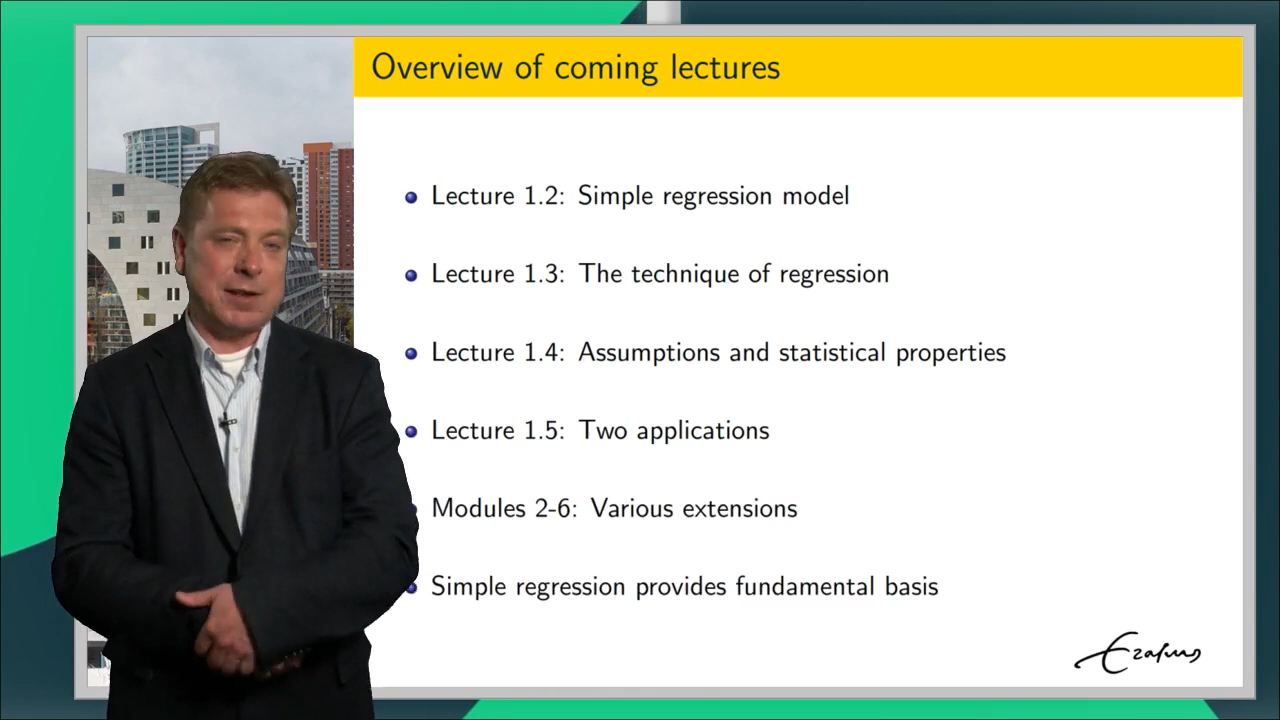 Overview of coming lectures
Lecture 1.2: Simple regression model
Lecture 1.3: The technique of regression
Lecture 1.4: Assumptions and statistical properties
Lecture 1.5: Two applications
Modules 2-6: Various extensions
Simple regression provides fundamental basis
Erasmus